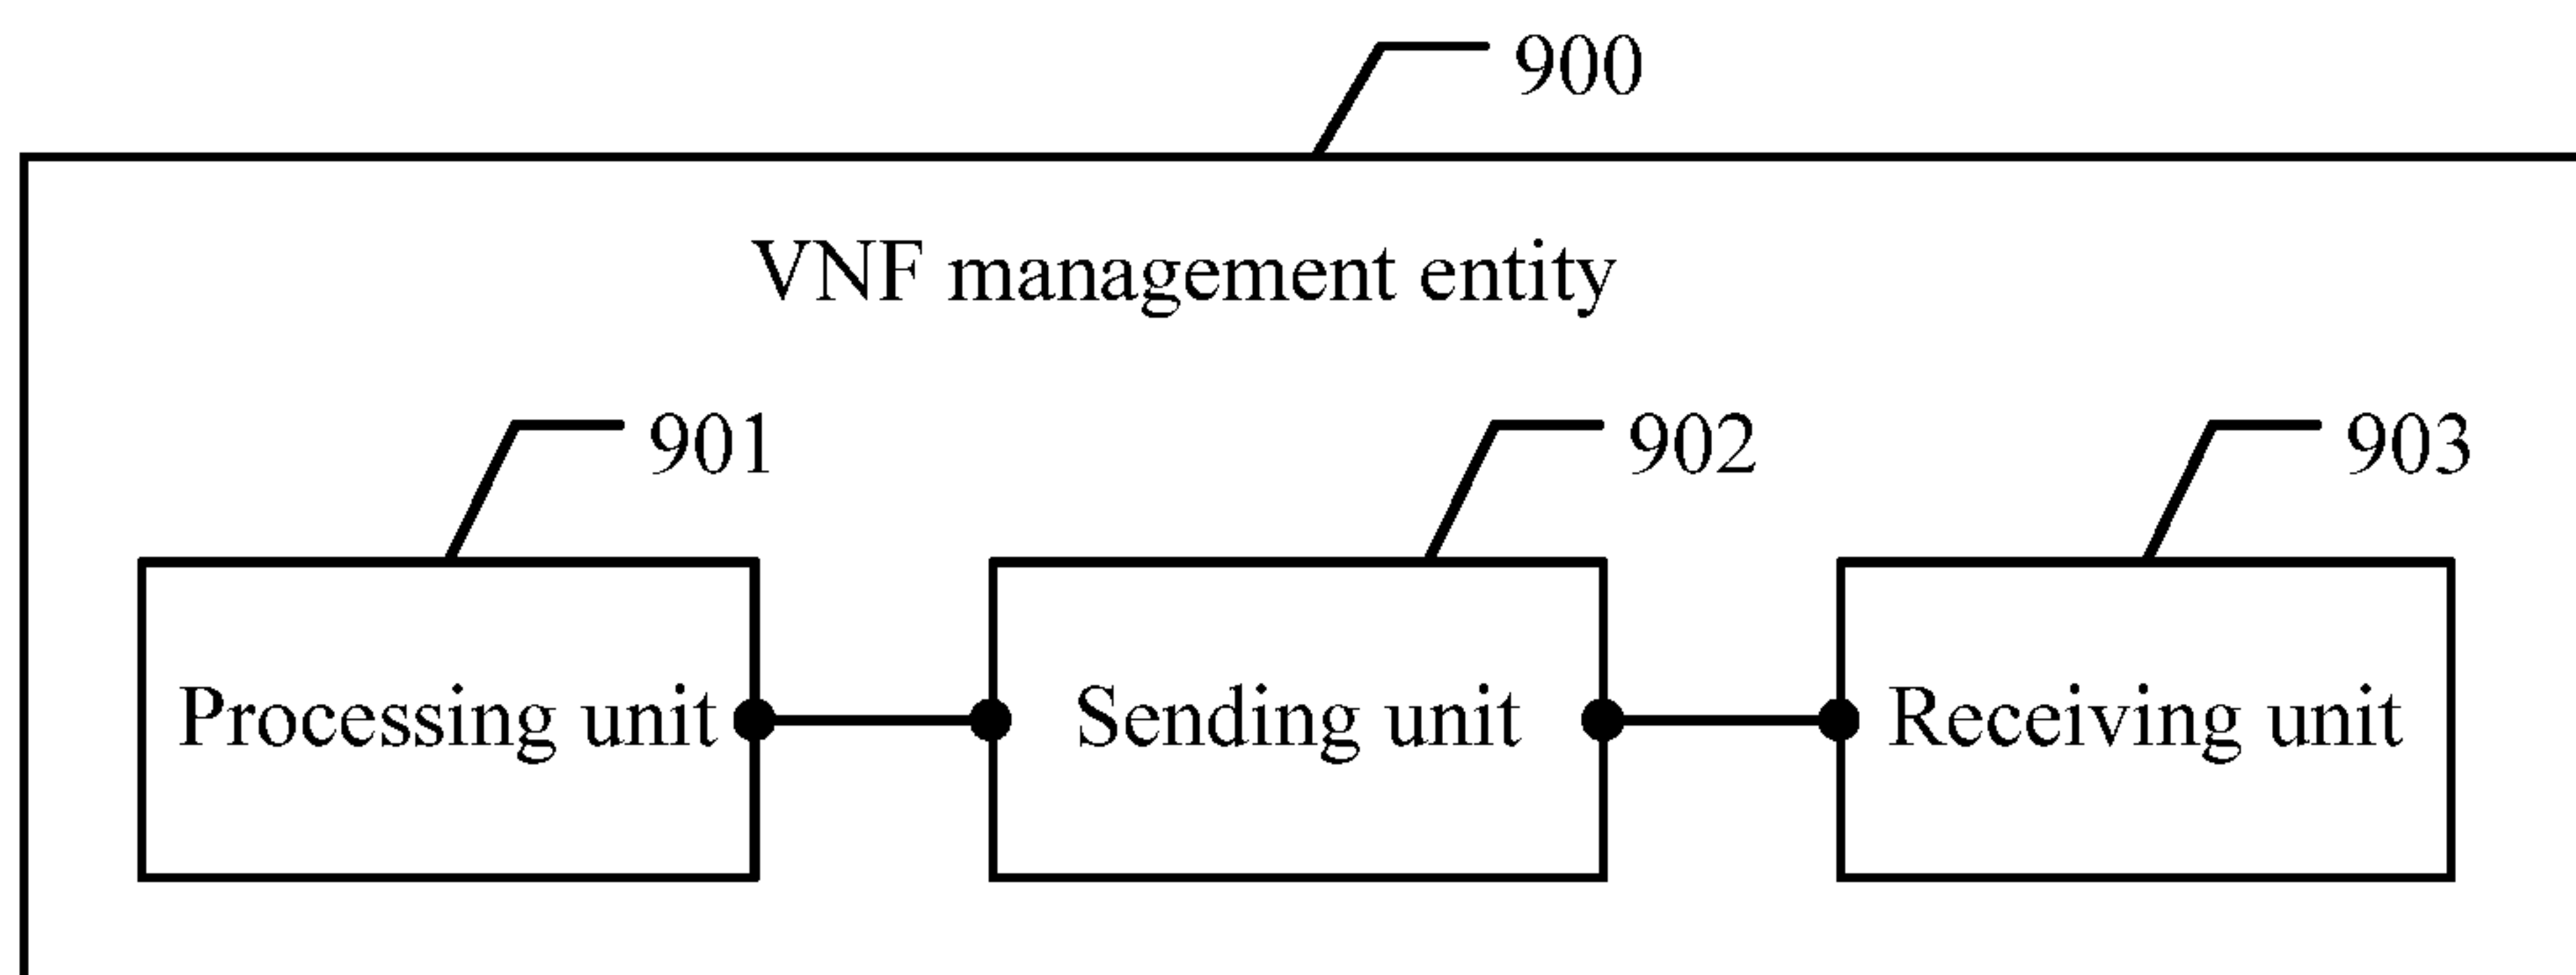 900
VNF management entity
901
902
903
Processing unit
Sending unit
Receiving unit